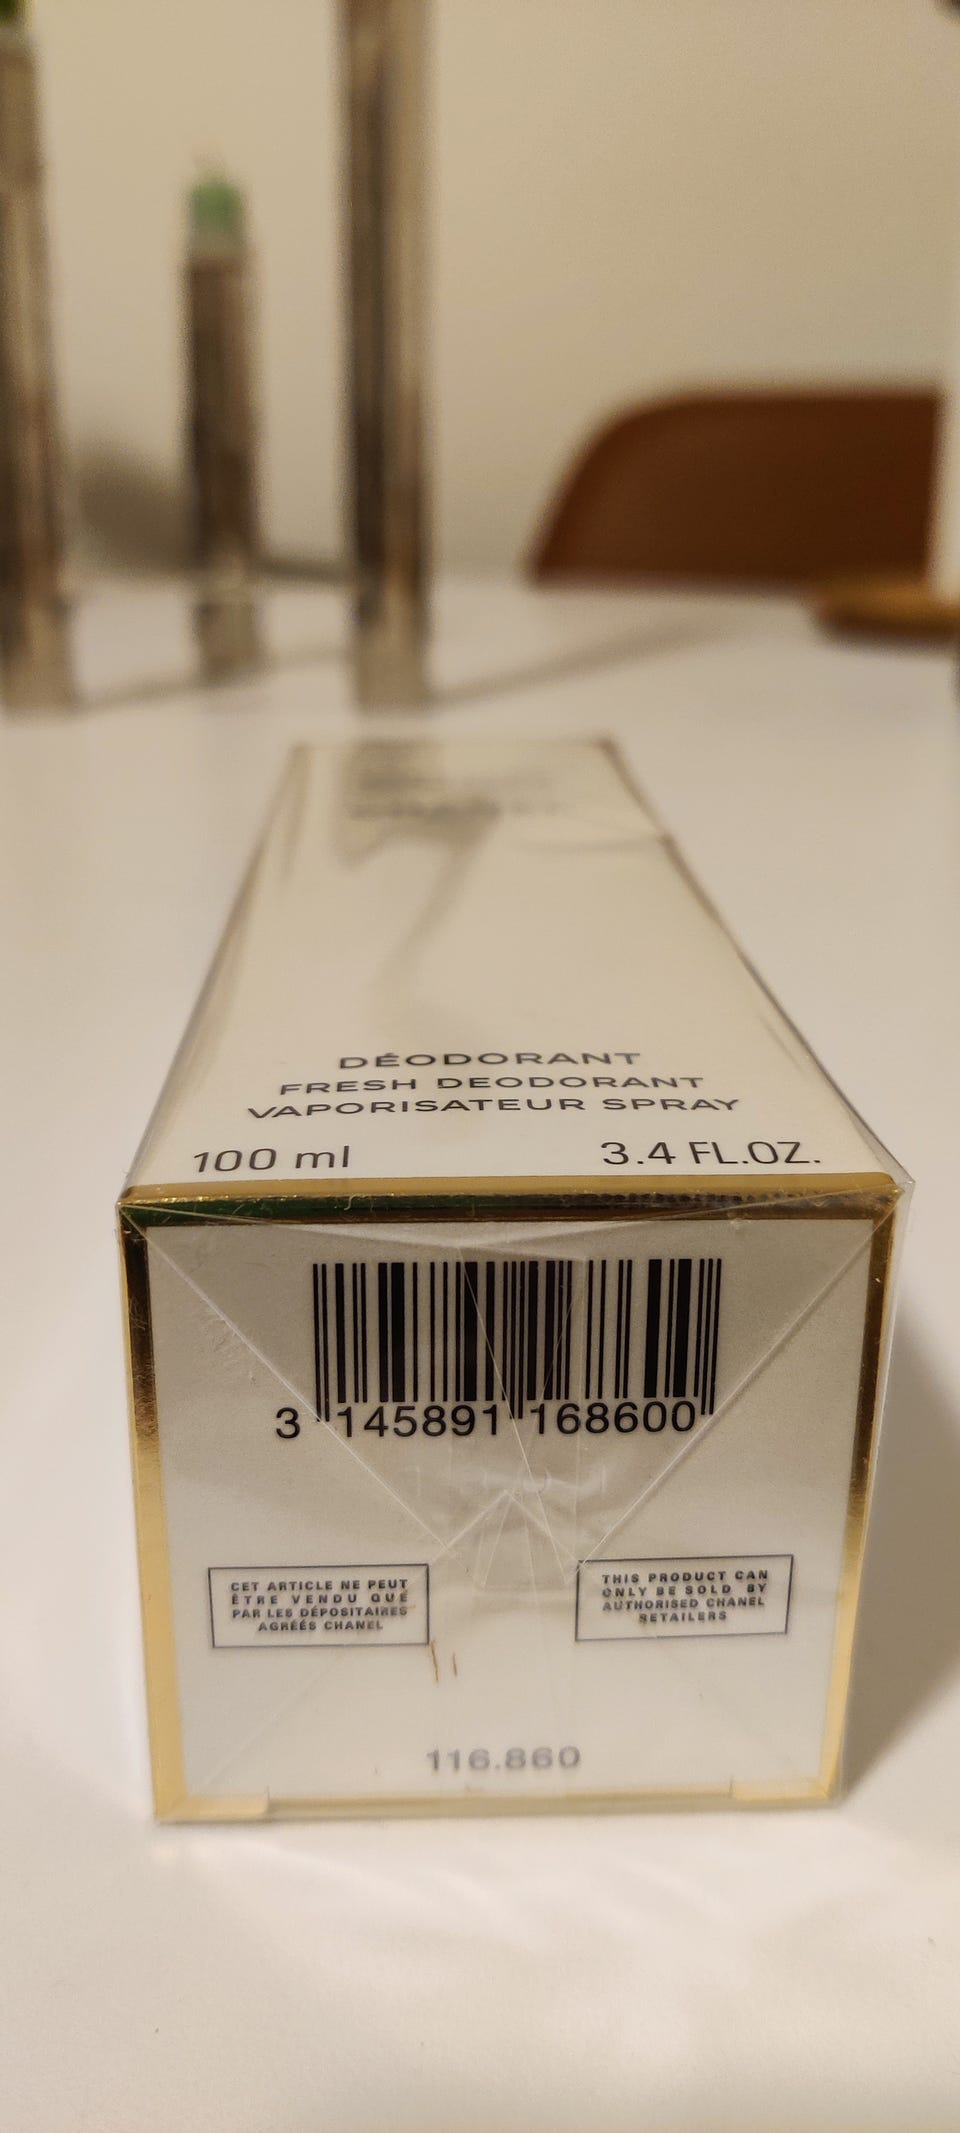 DÉODORANT
FRESH DEODORANT
VAPORISATEUR SPRAY
100 ml 3.4 FL.OZ.
3 145891 168600
CET ARTICLE NE PEUT
ÊTRE VENDU QUE
PAR LES DÉPOSITAIRES
AGRÉÉS CHANEL
THIS PRODUCT CAN
ONLY BE SOLD BY
AUTHORISED CHANEL
RETAILERS
116.860